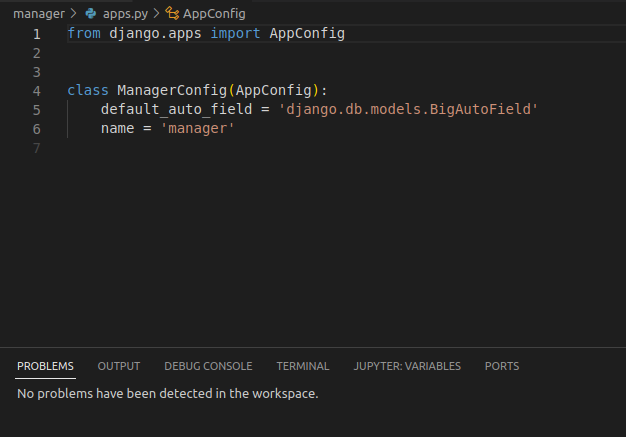 manager > apps.py > AppConfig
1 from django.apps import AppConfig
2
3
4 class ManagerConfig(AppConfig):
5     default_auto_field = 'django.db.models.BigAutoField'
6     name = 'manager'
7
PROBLEMS OUTPUT DEBUG CONSOLE TERMINAL JUPYTER: VARIABLES PORTS
No problems have been detected in the workspace.